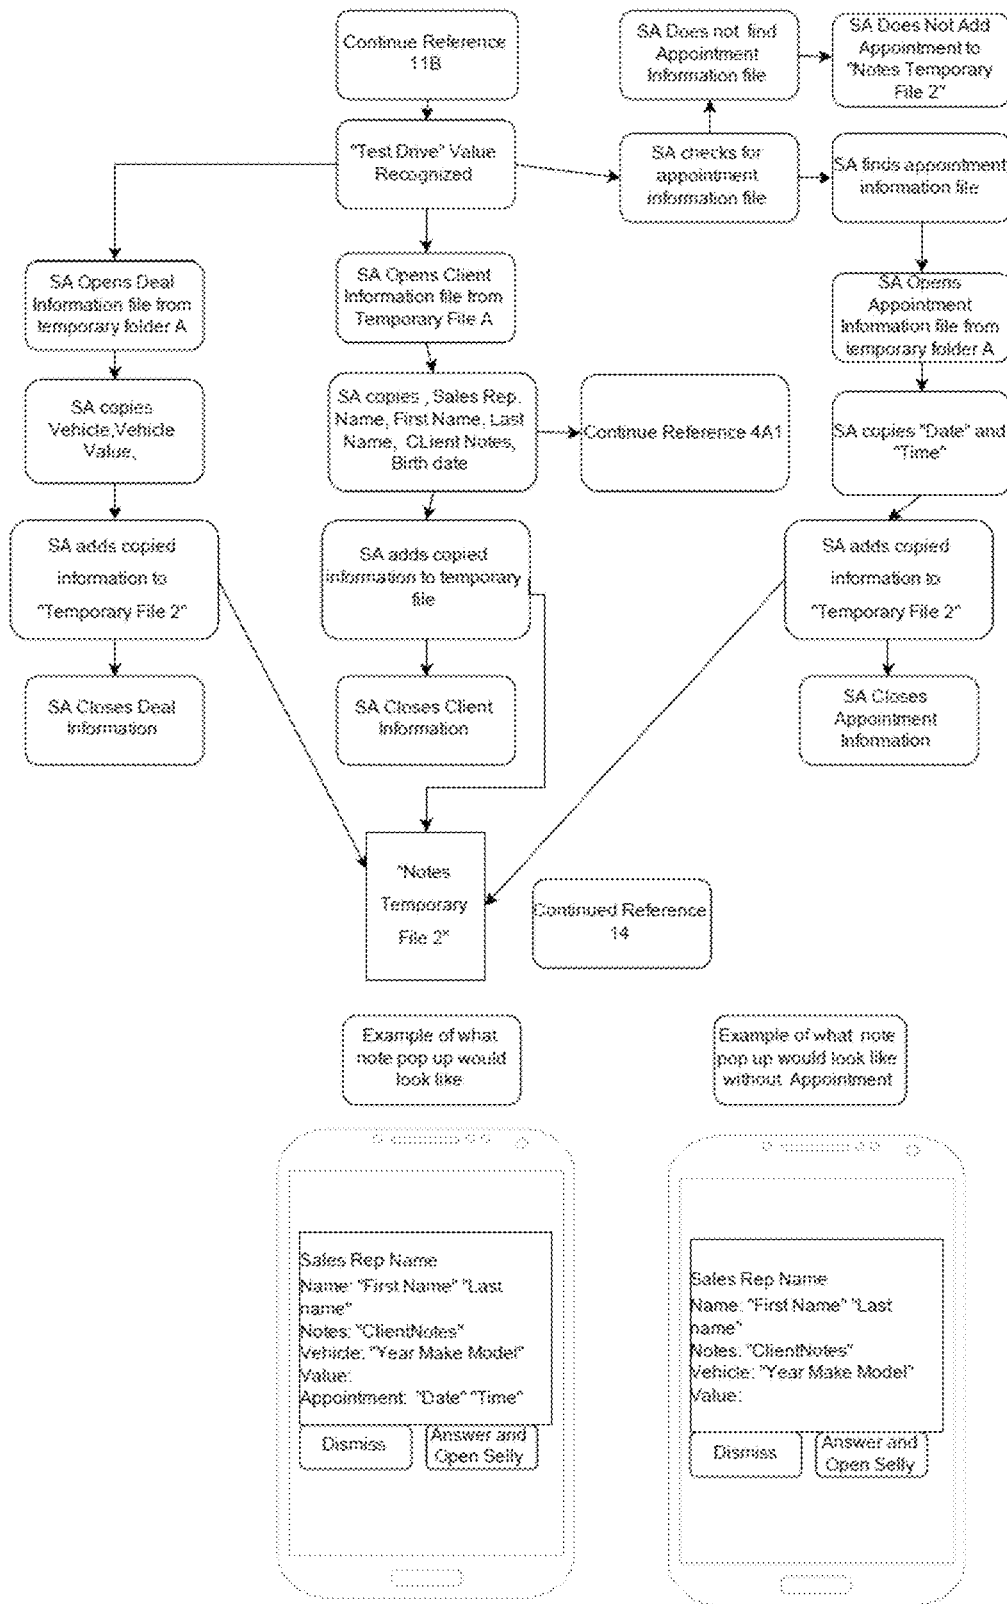 Continue Reference
11B
SA Does not find
Appointment
Information file
SA Does Not Add
Appointment to
"Notes Temporary
File 2"
"Test Drive" Value
Recognized
SA checks for
appointment
information file
SA finds appointment
information file
SA Opens Deal
Information file from
temporary folder A
SA Opens Client
Information file from
Temporary File A
SA Opens
Appointment
Information file from
temporary folder A
SA copies
Vehicle,Vehicle
Value,
SA copies , Sales Rep.
Name, First Name, Last
Name, CLient Notes,
Birth date
Continue Reference 4A1
SA copies "Date" and
"Time"
SA adds copied
information to
"Temporary File 2"
SA adds copied
information to temporary
file
SA adds copied
information to
"Temporary File 2"
SA Closes Deal
Information
SA Closes Client
Information
SA Closes
Appointment
Information
"Notes
Temporary
File 2"
Continued Reference
14
Example of what
note pop up would
look like
Example of what note
pop up would look like
without Appointment
Sales Rep Name
Name: "First Name" "Last
name"
Notes: "ClientNotes"
Vehicle: "Year Make Model"
Value:
Appointment: "Date" "Time"
Dismiss
Answer and
Open Selly
Sales Rep Name
Name: "First Name" "Last
name"
Notes: "ClientNotes"
Vehicle: "Year Make Model"
Value:
Dismiss
Answer and
Open Selly